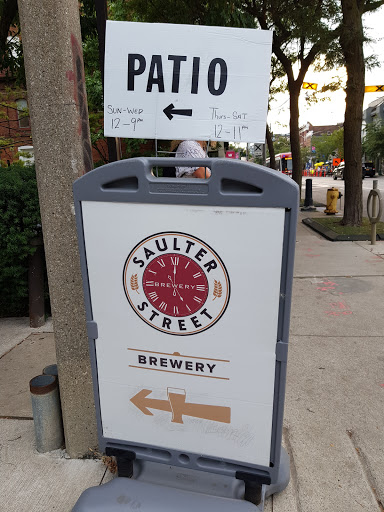 PATIO
SUN-WED THURS-SAT
12-9PM 12-11PM
SAULTER
BREWERY
STREET
BREWERY